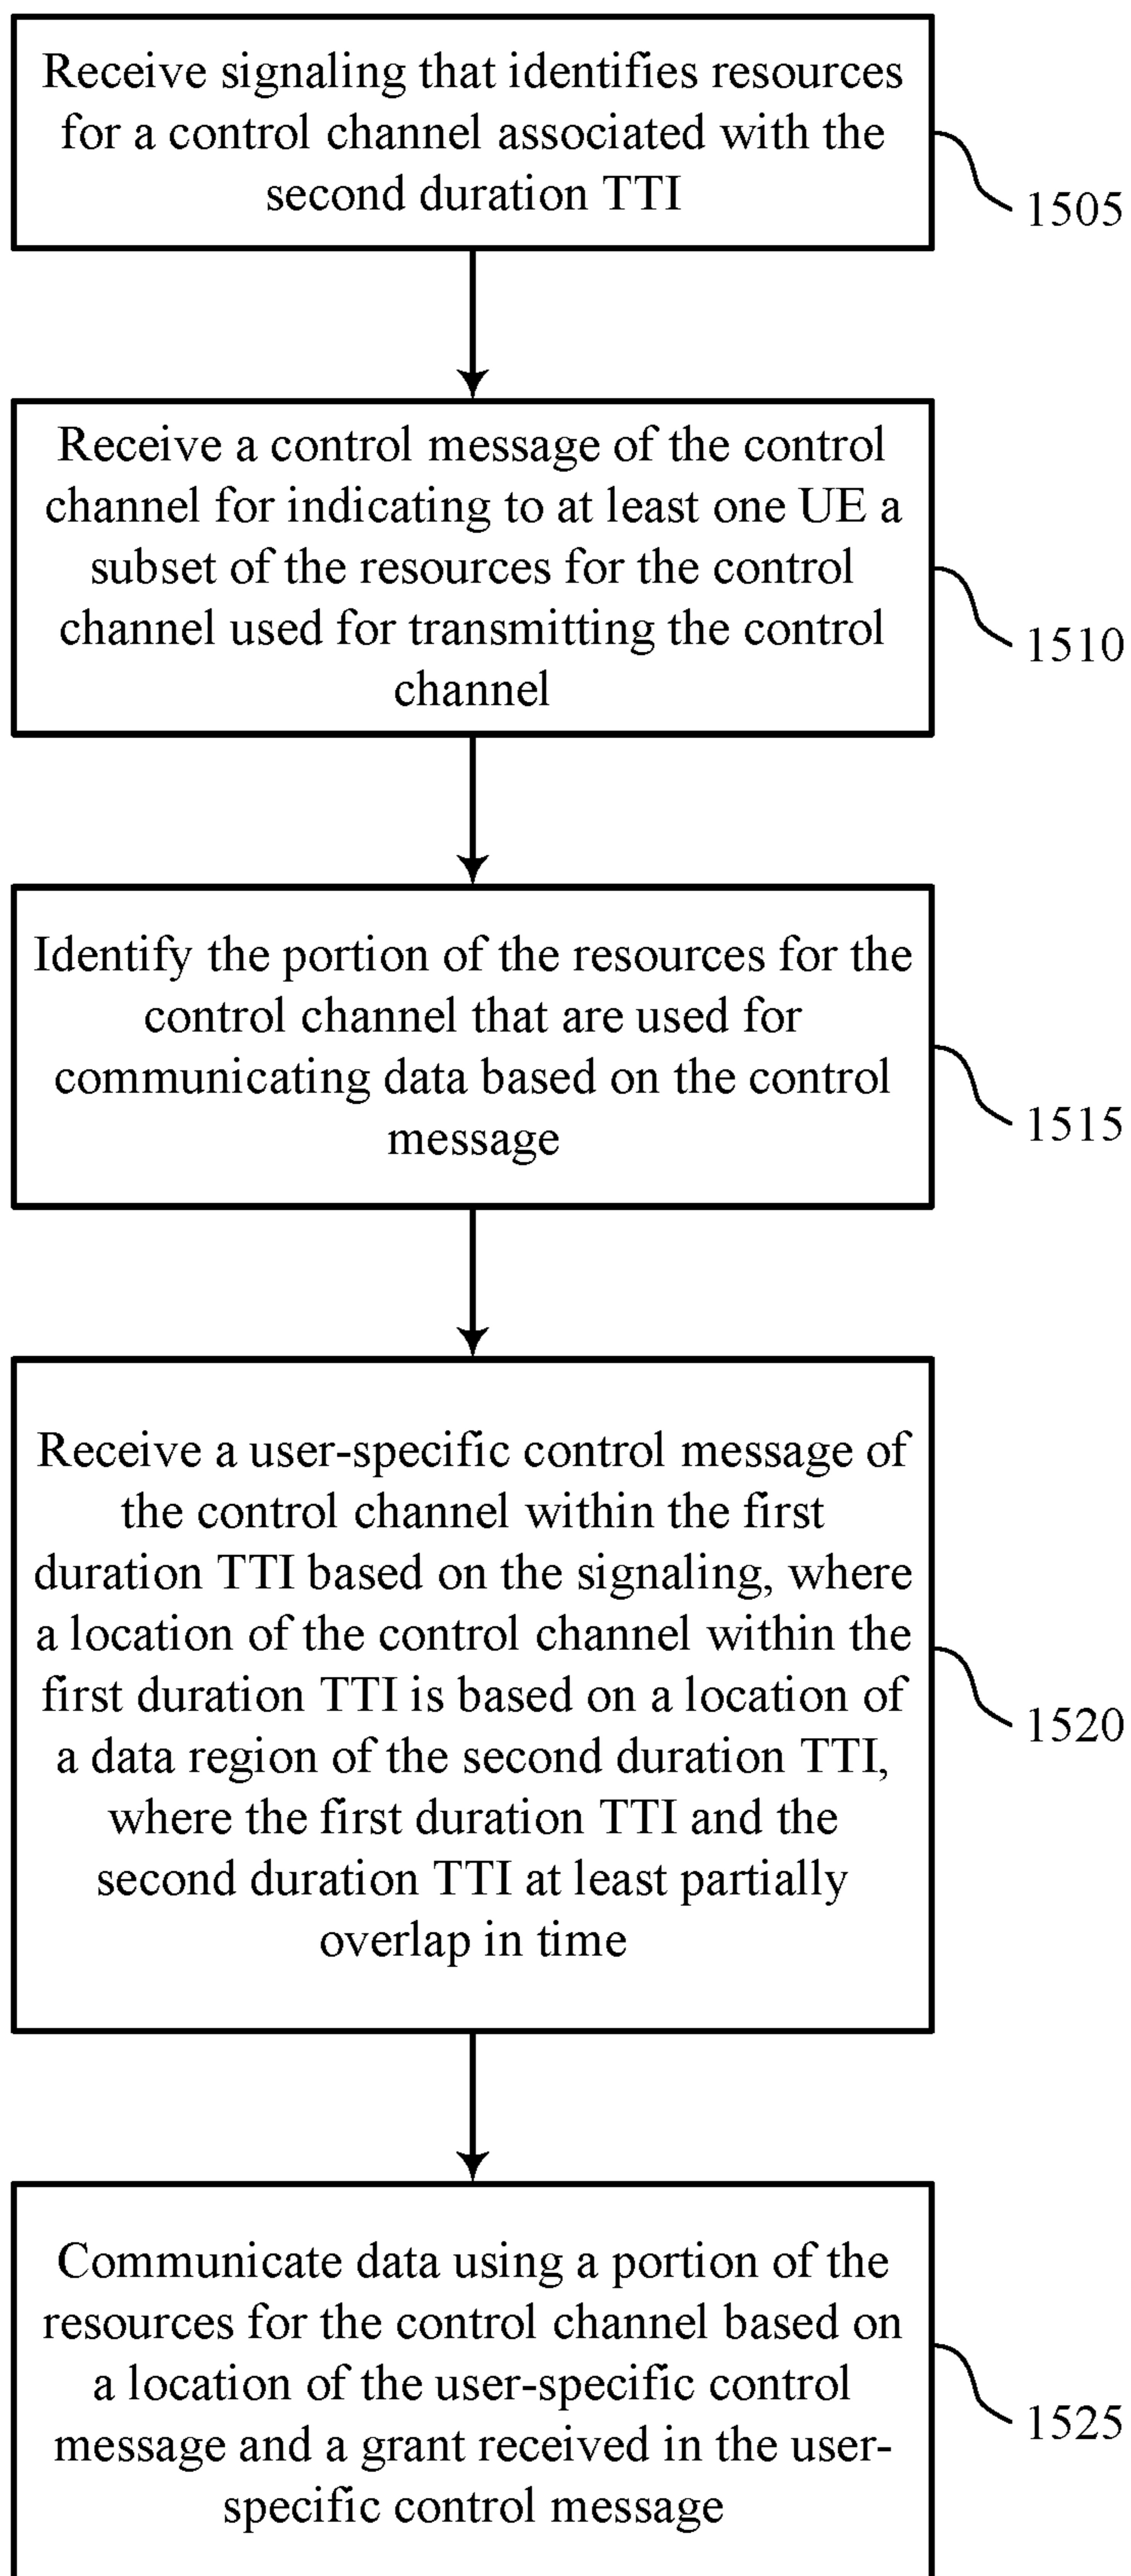 Receive signaling that identifies resources
for a control channel associated with the
second duration TTI
1505
Receive a control message of the control
channel for indicating to at least one UE a
subset of the resources for the control
channel used for transmitting the control
channel
1510
Identify the portion of the resources for the
control channel that are used for
communicating data based on the control
message
1515
Receive a user-specific control message of
the control channel within the first
duration TTI based on the signaling, where
a location of the control channel within the
first duration TTI is based on a location of
a data region of the second duration TTI,
where the first duration TTI and the
second duration TTI at least partially
overlap in time
1520
Communicate data using a portion of the
resources for the control channel based on
a location of the user-specific control
message and a grant received in the user-
specific control message
1525